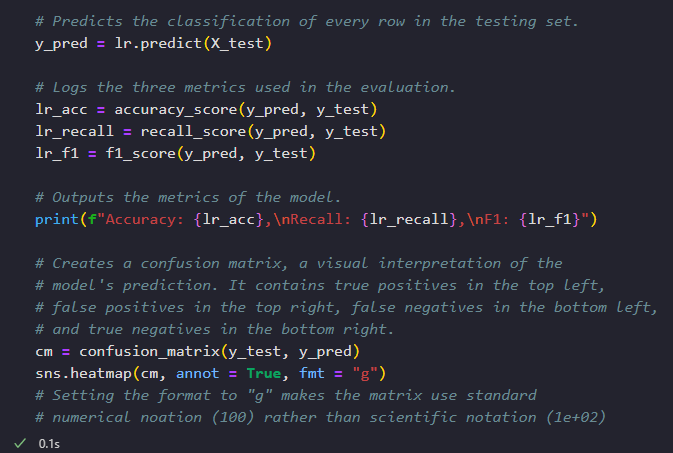 # Predicts the classification of every row in the testing set.
y_pred = lr.predict(X_test)
# Logs the three metrics used in the evaluation.
lr_acc = accuracy_score(y_pred, y_test)
lr_recall = recall_score(y_pred, y_test)
lr_f1 = f1_score(y_pred, y_test)
# Outputs the metrics of the model.
print(f"Accuracy: {lr_acc},\nRecall: {lr_recall},\nF1: {lr_f1}")
# Creates a confusion matrix, a visual interpretation of the
# model's prediction. It contains true positives in the top left,
# false positives in the top right, false negatives in the bottom left,
# and true negatives in the bottom right.
cm = confusion_matrix(y_test, y_pred)
sns.heatmap(cm, annot = True, fmt = "g")
# Setting the format to "g" makes the matrix use standard
# numerical noation (100) rather than scientific notation (1e+02)
✓ 0.1s